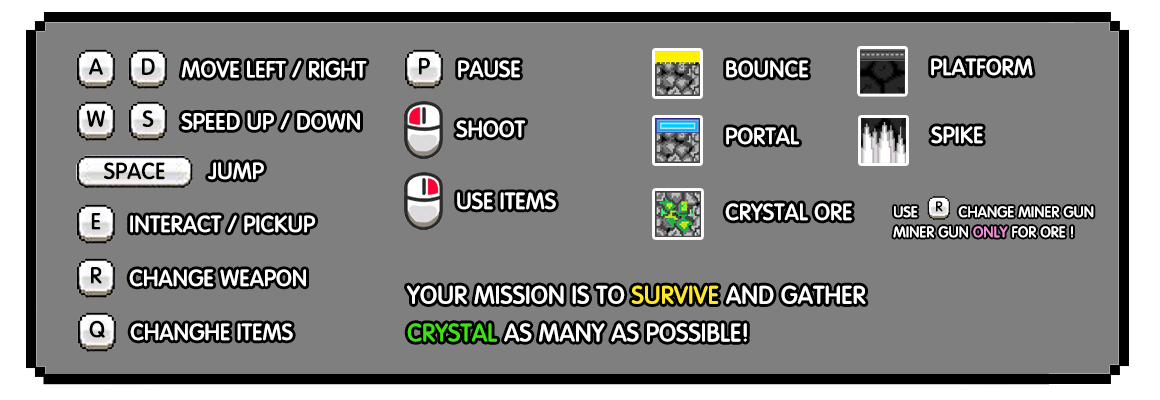 A D MOVE LEFT / RIGHT
W S SPEED UP / DOWN
SPACE JUMP
E INTERACT / PICKUP
R CHANGE WEAPON
Q CHANGHE ITEMS
P PAUSE
SHOOT
USE ITEMS
BOUNCE
PORTAL
CRYSTAL ORE
PLATFORM
SPIKE
USE R CHANGE MINER GUN
MINER GUN ONLY FOR ORE !
YOUR MISSION IS TO SURVIVE AND GATHER
CRYSTAL AS MANY AS POSSIBLE!